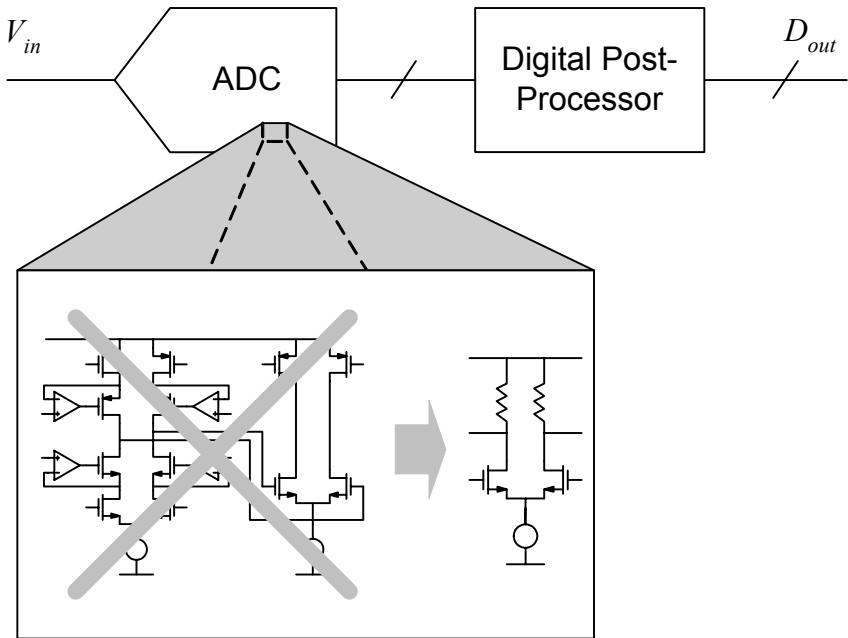 V_in
ADC
Digital Post-
Processor
D_out